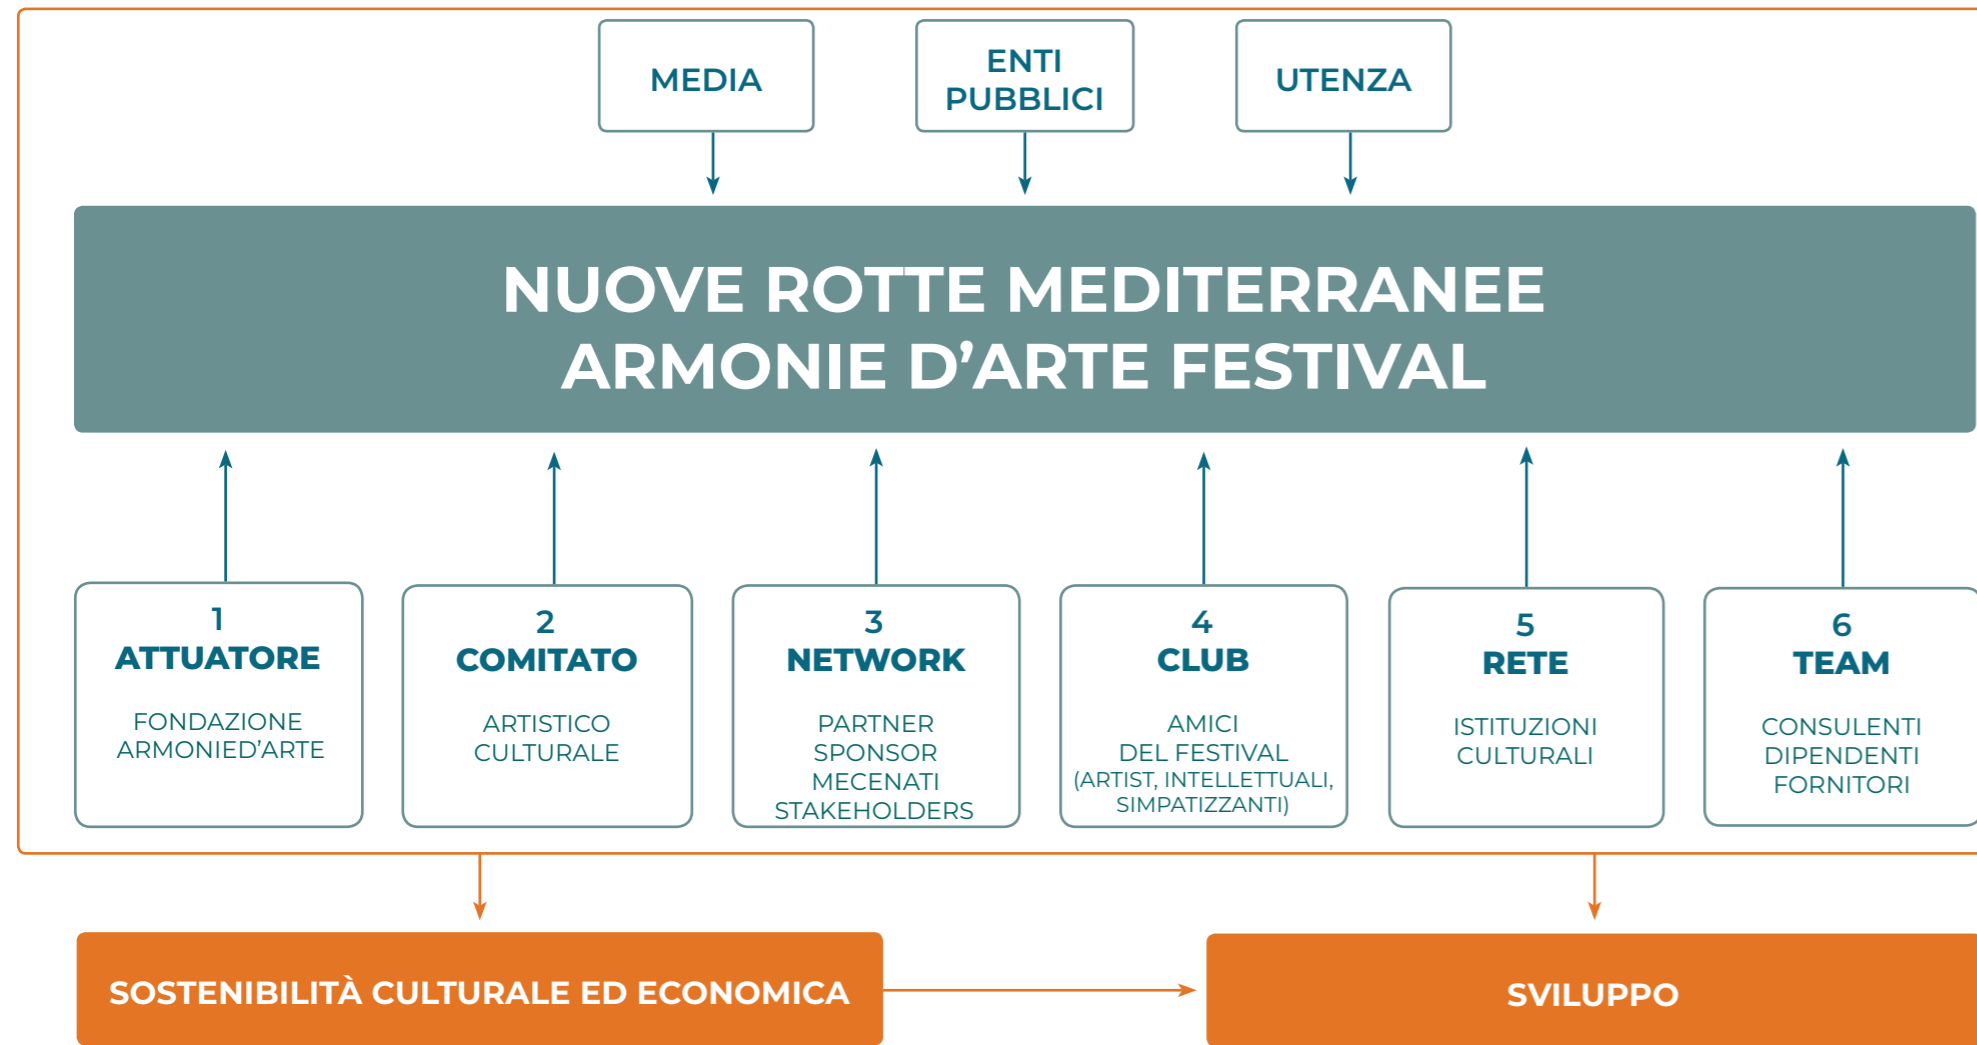 MEDIA
ENTI
PUBBLICI
UTENZA
NUOVE ROTTE MEDITERRANEE
ARMONIE D'ARTE FESTIVAL
1
ATTUATORE
FONDAZIONE
ARMONIED'ARTE
2
COMITATO
ARTISTICO
CULTURALE
3
NETWORK
PARTNER
SPONSOR
MECENATI
STAKEHOLDERS
4
CLUB
AMICI
DEL FESTIVAL
(ARTIST, INTELLETTUALI,
SIMPATIZZANTI)
5
RETE
ISTITUZIONI
CULTURALI
6
TEAM
CONSULENTI
DIPENDENTI
FORNITORI
SOSTENIBILITÀ CULTURALE ED ECONOMICA
SVILUPPO